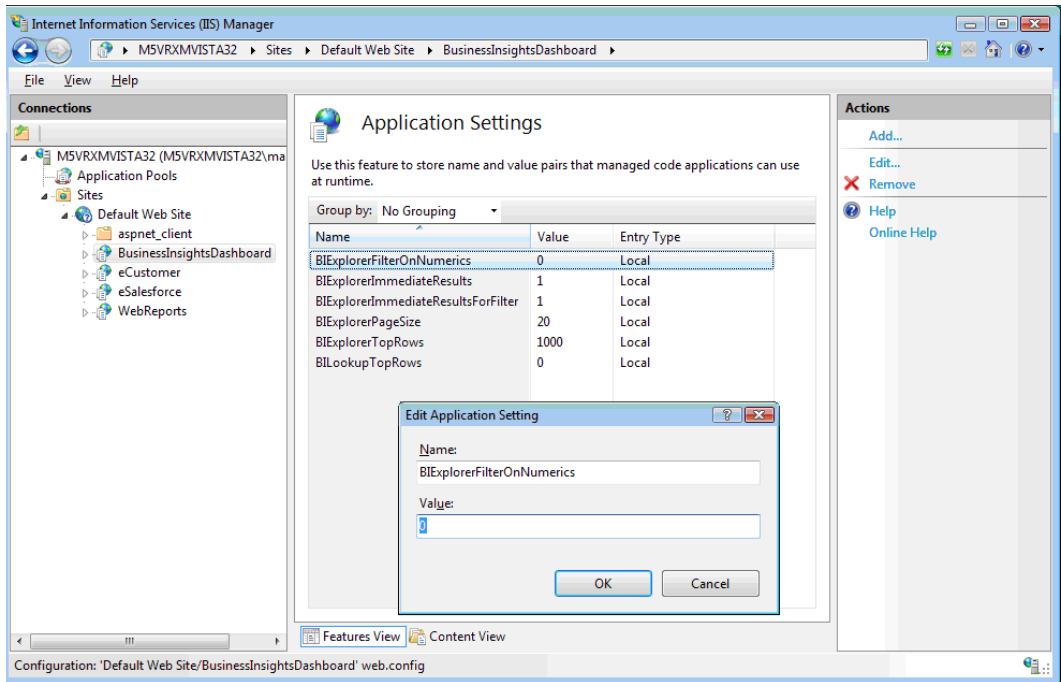 Internet Information Services (IIS) Manager
M5VRXMVISTA32 Sites Default Web Site BusinessInsightsDashboard
File View Help
Connections
M5VRXMVISTA32 (M5VRXMVISTA32\ma
Application Pools
Sites
Default Web Site
aspnet_client
BusinessInsightsDashboard
eCustomer
eSalesforce
WebReports
Application Settings
Use this feature to store name and value pairs that managed code applications can use
at runtime.
Group by: No Grouping
Name Value Entry Type
BIExplorerFilterOnNumerics 0 Local
BIExplorerImmediateResults 1 Local
BIExplorerImmediateResultsForFilter 1 Local
BIExplorerPageSize 20 Local
BIExplorerTopRows 1000 Local
BILookupTopRows 0 Local
Edit Application Setting
Name:
BIExplorerFilterOnNumerics
Value:
0
OK Cancel
Features View Content View
Actions
Add...
Edit...
Remove
Help
Online Help
Configuration: 'Default Web Site/BusinessInsightsDashboard' web.config